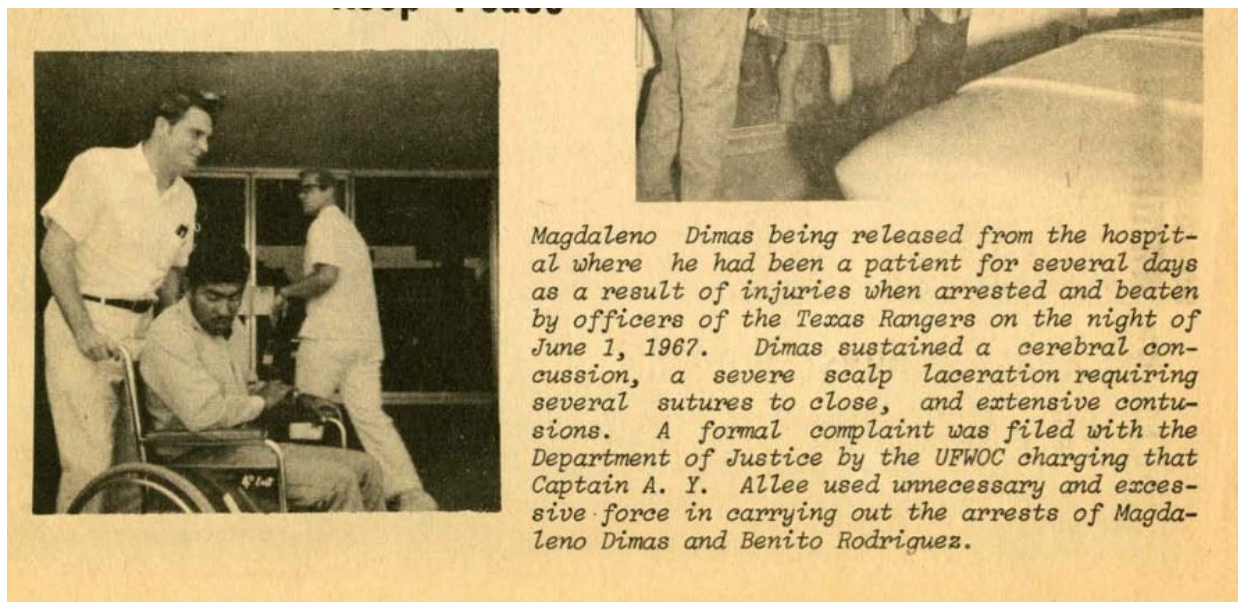 Keep Peace
Magdaleno Dimas being released from the hospit-
al where he had been a patient for several days
as a result of injuries when arrested and beaten
by officers of the Texas Rangers on the night of
June 1, 1967. Dimas sustained a cerebral con-
cussion, a severe scalp laceration requiring
several sutures to close, and extensive contu-
sions. A formal complaint was filed with the
Department of Justice by the UFWOC charging that
Captain A. Y. Allee used unnecessary and exces-
sive force in carrying out the arrests of Magda-
leno Dimas and Benito Rodriguez.